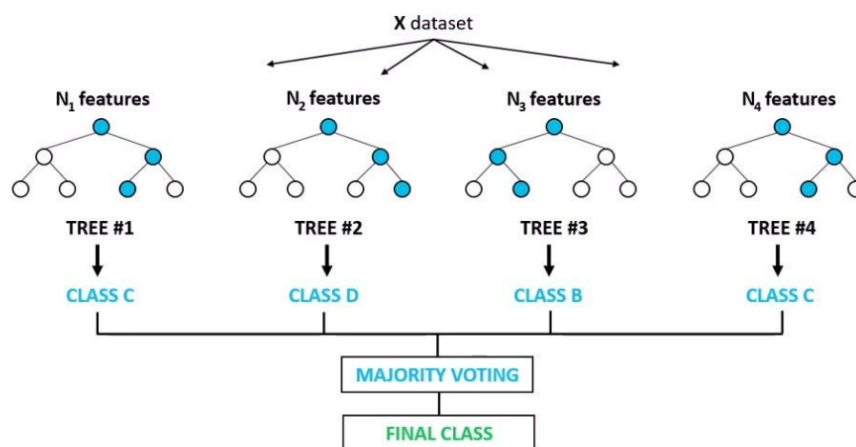 X dataset
N₁ features N₂ features N₃ features N₄ features
TREE #1 TREE #2 TREE #3 TREE #4
CLASS C CLASS D CLASS B CLASS C
MAJORITY VOTING
FINAL CLASS